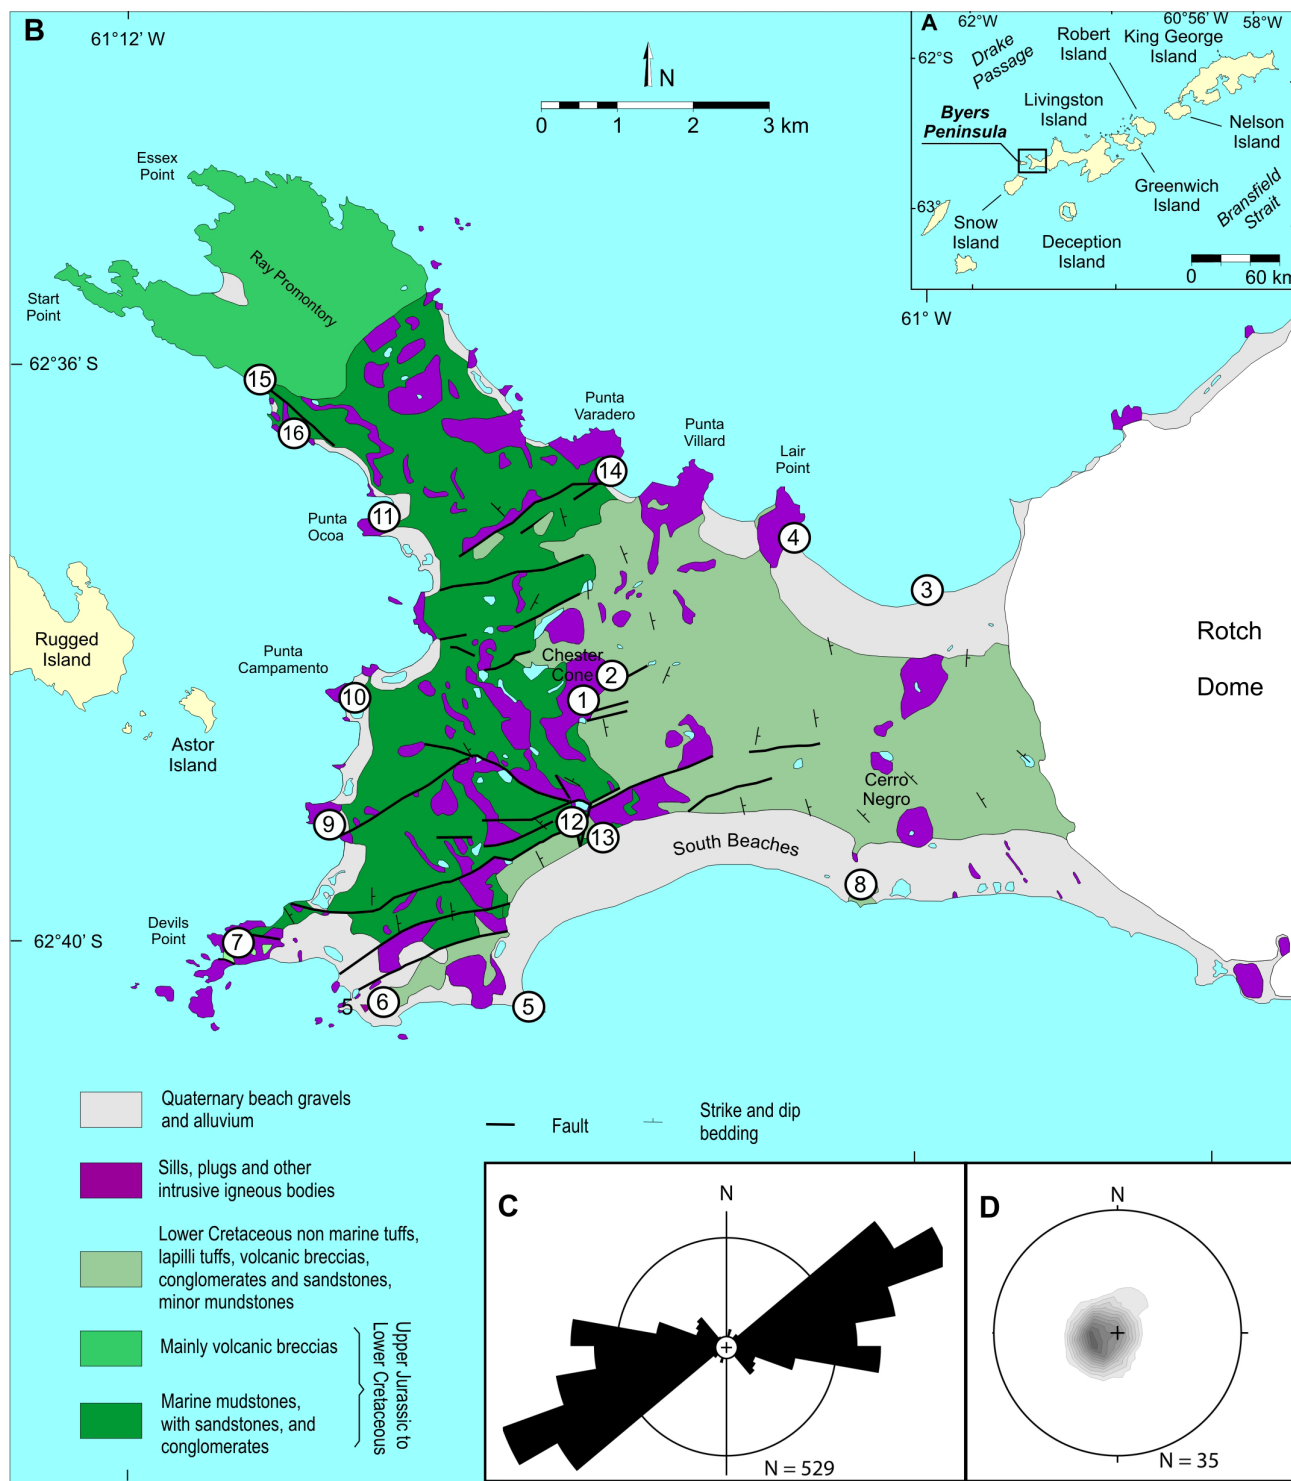 B
61°12' W
N
0 1 2 3 km
A
62°W
60°56' W
58°W
62°S
Drake
Passage
Robert
Island
King George
Island
Livingston
Island
Byers
Peninsula
Nelson
Island
Greenwich
Island
Bransfield
Strait
63°
Snow
Island
Deception
Island
0 60 km
61° W
Essex
Point
Ray Promontory
Start
Point
62°36' S
15
16
Punta
Varadero
Punta
Villard
Lair
Point
14
11
Punta
Ocoa
4
3
Rugged
Island
Punta
Campamento
Chester
Cone
2
1
10
Rotch
Dome
Astor
Island
Cerro
Negro
9
12
13
South Beaches
8
Devils
Point
7
62°40' S
5
6
5
Quaternary beach gravels
and alluvium
Fault
Strike and dip
bedding
Sills, plugs and other
intrusive igneous bodies
Lower Cretaceous non marine tuffs,
lapilli tuffs, volcanic breccias,
conglomerates and sandstones,
minor mundstones
Mainly volcanic breccias
Marine mudstones,
with sandstones, and
conglomerates
Upper Jurassic to
Lower Cretaceous
C
N
N = 529
D
N
N = 35